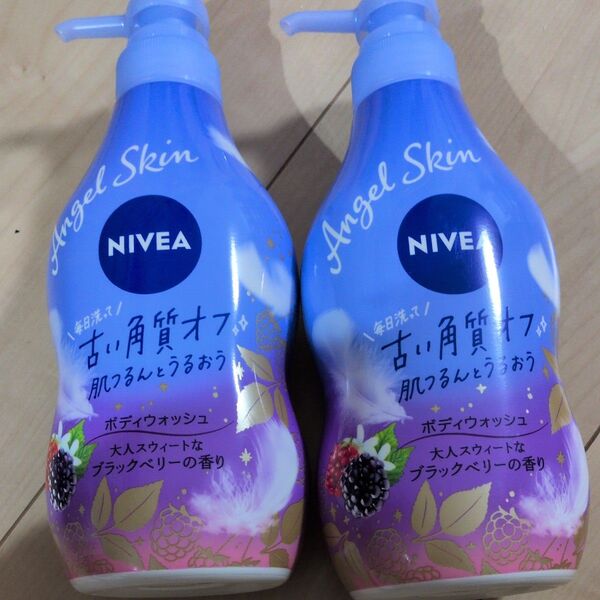 Angel Skin
NIVEA
\毎日洗って/
古い角質オフ
肌つるんとうるおう
ボディウォッシュ
大人スウィートな
ブラックベリーの香り
Angel Skin
NIVEA
\毎日洗って/
古い角質オフ
肌つるんとうるおう
ボディウォッシュ
大人スウィートな
ブラックベリーの香り